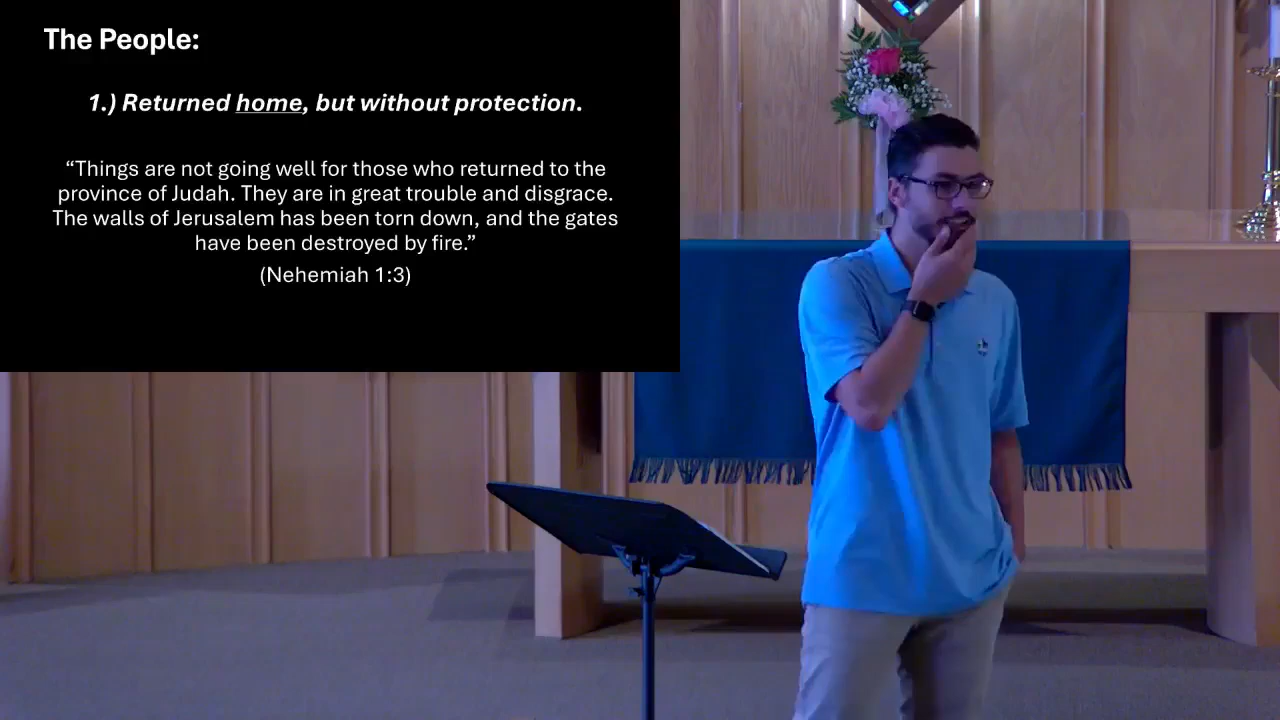 The People:
1.) Returned home, but without protection.
“Things are not going well for those who returned to the
province of Judah. They are in great trouble and disgrace.
The walls of Jerusalem has been torn down, and the gates
have been destroyed by fire.”
(Nehemiah 1:3)